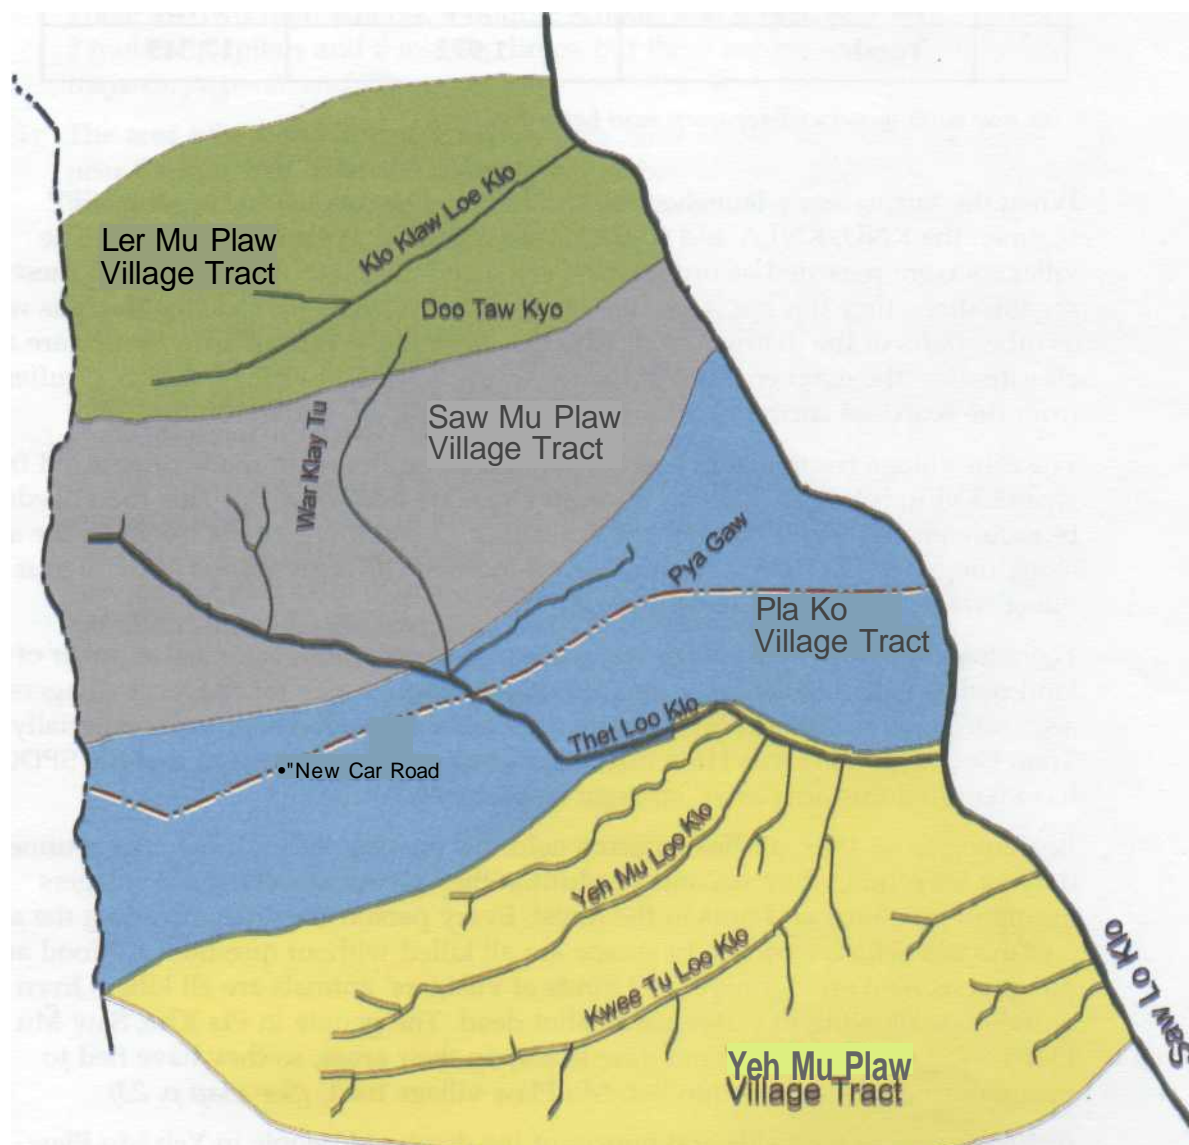 Klo Klaw Loe Klo
Ler Mu Plaw
Village Tract
Doo Taw Kyo
War Klay Tu
Saw Mu Plaw
Village Tract
Pya Gaw
Pla Ko
Village Tract
Thet Loo Klo
•"New Car Road
Yeh Mu Loo Klo
Kwee Tu Loo Klo
Saw Lo Klo
Yeh Mu Plaw
Village Tract